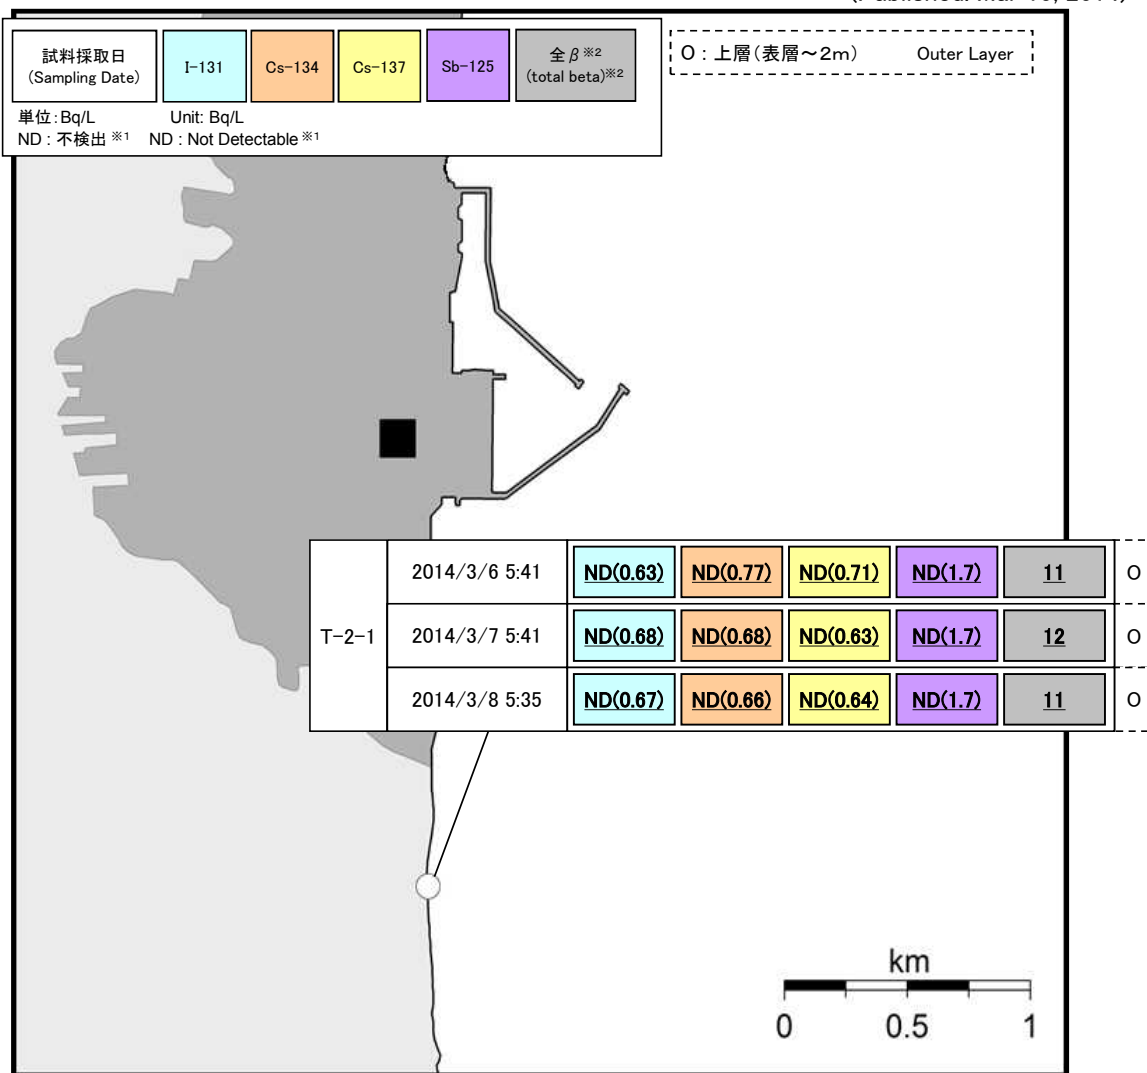 試料採取日
(Sampling Date)
I-131
Cs-134
Cs-137
Sb-125
全β※2
(total beta)※2
O : 上層(表層~2m) Outer Layer
単位:Bq/L Unit: Bq/L
ND : 不検出 ※1 ND : Not Detectable ※1
T-2-1
2014/3/6 5:41 ND(0.63) ND(0.77) ND(0.71) ND(1.7) 11 O
2014/3/7 5:41 ND(0.68) ND(0.68) ND(0.63) ND(1.7) 12 O
2014/3/8 5:35 ND(0.67) ND(0.66) ND(0.64) ND(1.7) 11 O
km
0 0.5 1